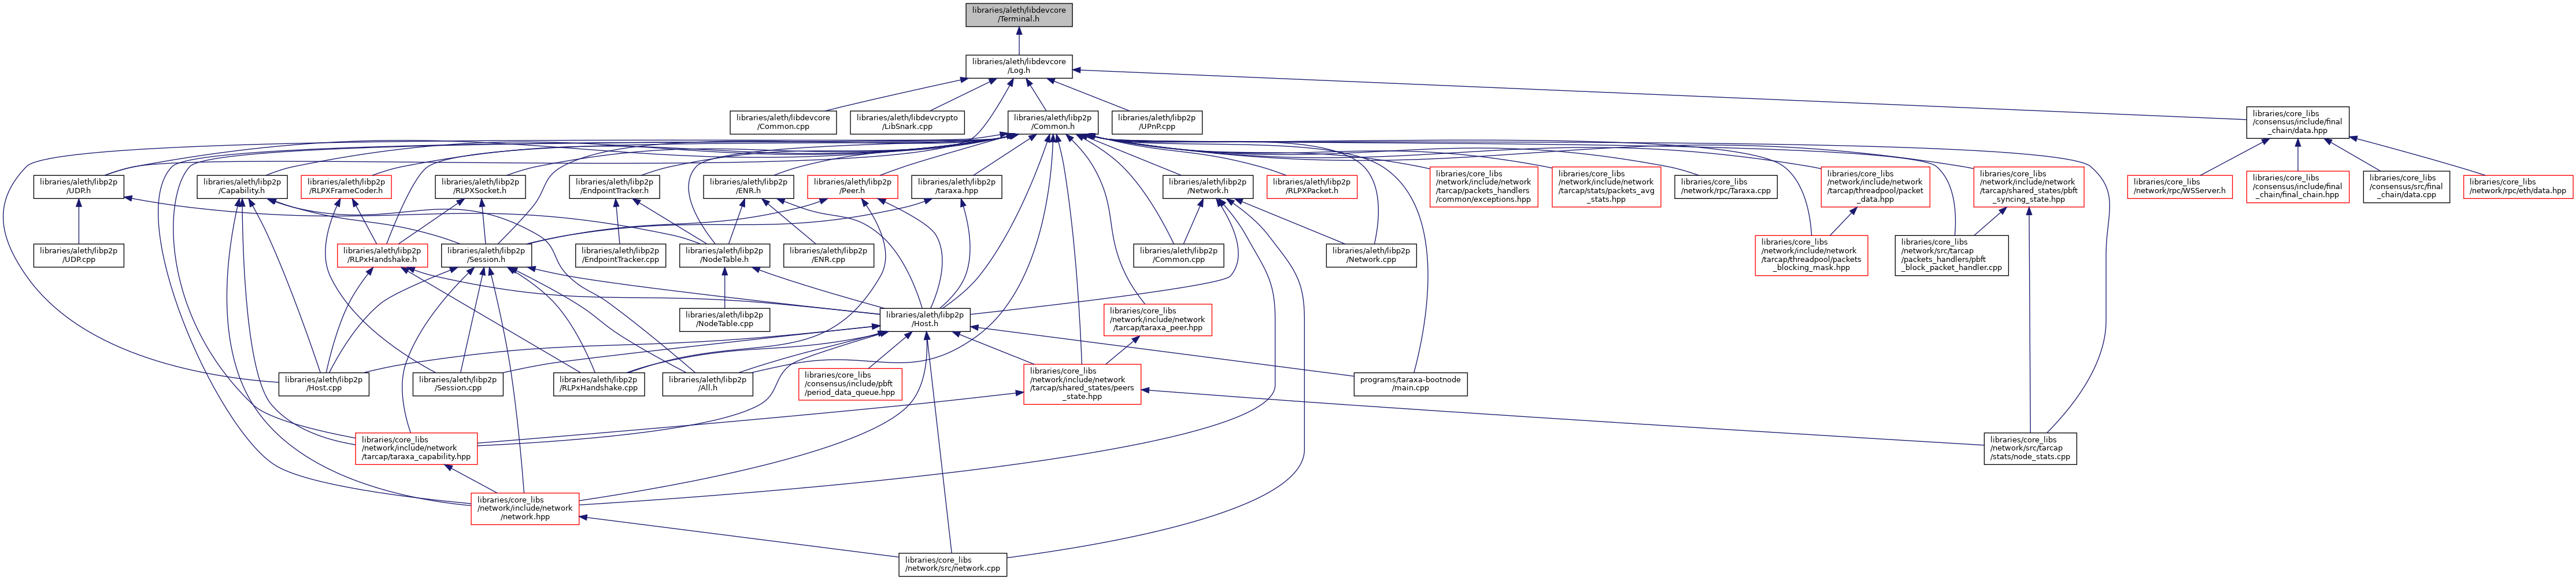 libraries/aleth/libdevcore
/Terminal.h
libraries/aleth/libdevcore
/Log.h
libraries/aleth/libdevcore
/Common.cpp
libraries/aleth/libdevcrypto
/LibSnark.cpp
libraries/aleth/libp2p
/Common.h
libraries/aleth/libp2p
/UPnP.cpp
libraries/core_libs
/consensus/include/final
_chain/data.hpp
libraries/aleth/libp2p
/UDP.h
libraries/aleth/libp2p
/Capability.h
libraries/aleth/libp2p
/RLPXFrameCoder.h
libraries/aleth/libp2p
/RLPXSocket.h
libraries/aleth/libp2p
/EndpointTracker.h
libraries/aleth/libp2p
/ENR.h
libraries/aleth/libp2p
/Peer.h
libraries/aleth/libp2p
/taraxa.hpp
libraries/aleth/libp2p
/Network.h
libraries/aleth/libp2p
/RLPXPacket.h
libraries/core_libs
/network/include/network
/tarcap/packets_handlers
/common/exceptions.hpp
libraries/core_libs
/network/include/network
/tarcap/stats/packets_avg
_stats.hpp
libraries/core_libs
/network/rpc/Taraxa.cpp
libraries/core_libs
/network/include/network
/tarcap/threadpool/packet
_data.hpp
libraries/core_libs
/network/include/network
/tarcap/shared_states/pbft
_syncing_state.hpp
libraries/core_libs
/network/rpc/WSServer.h
libraries/core_libs
/consensus/include/final
_chain/final_chain.hpp
libraries/core_libs
/consensus/src/final
_chain/data.cpp
libraries/core_libs
/network/rpc/eth/data.hpp
libraries/aleth/libp2p
/UDP.cpp
libraries/aleth/libp2p
/RLPxHandshake.h
libraries/aleth/libp2p
/Session.h
libraries/aleth/libp2p
/EndpointTracker.cpp
libraries/aleth/libp2p
/NodeTable.h
libraries/aleth/libp2p
/ENR.cpp
libraries/aleth/libp2p
/Common.cpp
libraries/aleth/libp2p
/Network.cpp
libraries/core_libs
/network/include/network
/tarcap/threadpool/packets
_blocking_mask.hpp
libraries/core_libs
/network/src/tarcap
/packets_handlers/pbft
_block_packet_handler.cpp
libraries/aleth/libp2p
/NodeTable.cpp
libraries/aleth/libp2p
/Host.h
libraries/core_libs
/network/include/network
/tarcap/taraxa_peer.hpp
libraries/aleth/libp2p
/Host.cpp
libraries/aleth/libp2p
/Session.cpp
libraries/aleth/libp2p
/RLPxHandshake.cpp
libraries/aleth/libp2p
/All.h
libraries/core_libs
/consensus/include/pbft
/period_data_queue.hpp
libraries/core_libs
/network/include/network
/tarcap/shared_states/peers
_state.hpp
programs/taraxa-bootnode
/main.cpp
libraries/core_libs
/network/include/network
/tarcap/taraxa_capability.hpp
libraries/core_libs
/network/src/tarcap
/stats/node_stats.cpp
libraries/core_libs
/network/include/network
/network.hpp
libraries/core_libs
/network/src/network.cpp